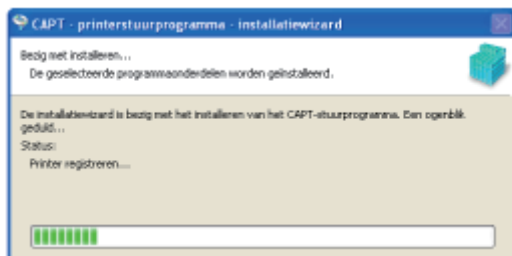 CAPT - printerstuurprogramma - installatiewizard
Bezig met installeren...
De geselecteerde programmaonderdelen worden geïnstalleerd.
De installatiewizard is bezig met het installeren van het CAPT-stuurprogramma. Een ogenblik
geduld...
Status:
Printer registreren...